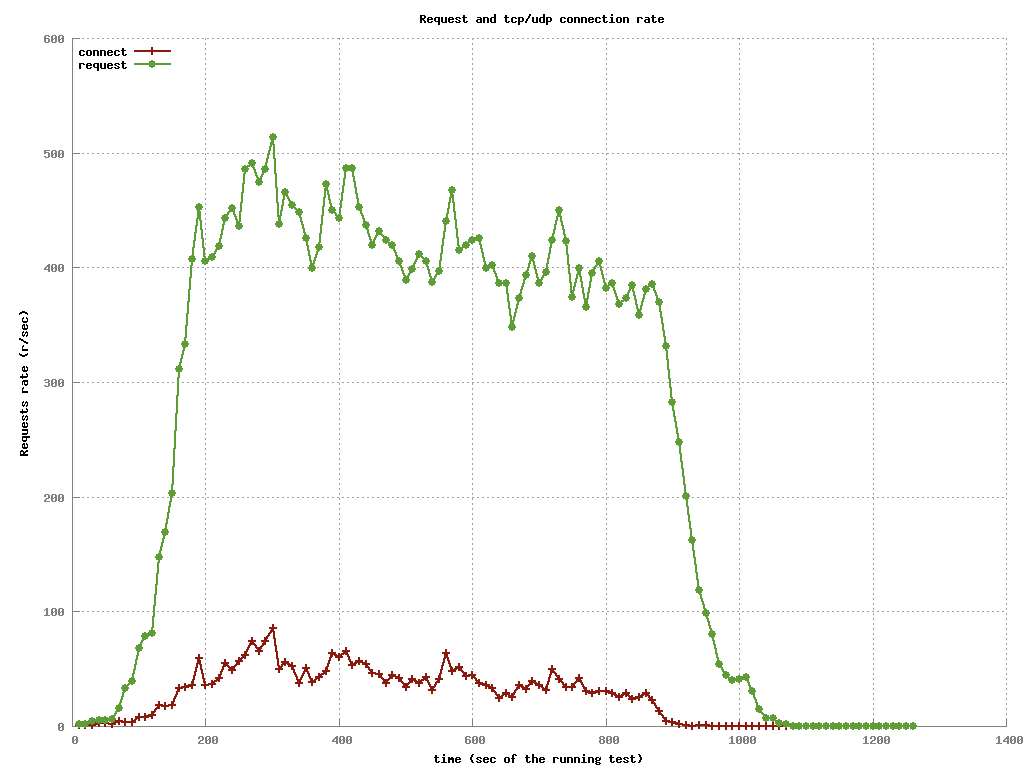 Request and tcp/udp connection rate
600
connect
request
500
400
Requests rate (r/sec)
300
200
100
0
0 200 400 600 800 1000 1200 1400
time (sec of the running test)